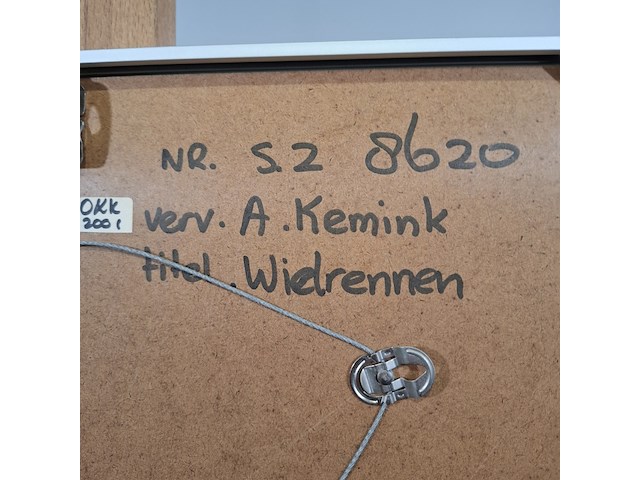 NR. S.2 8620
OKK
2001
verv. A. Kemink
titel. Wielrennen